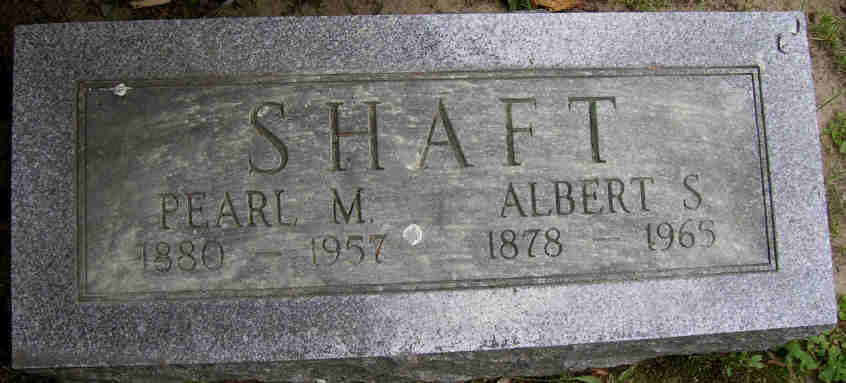 SHAFT
PEARL M. ALBERT S.
1880 – 1957 1878 – 1965